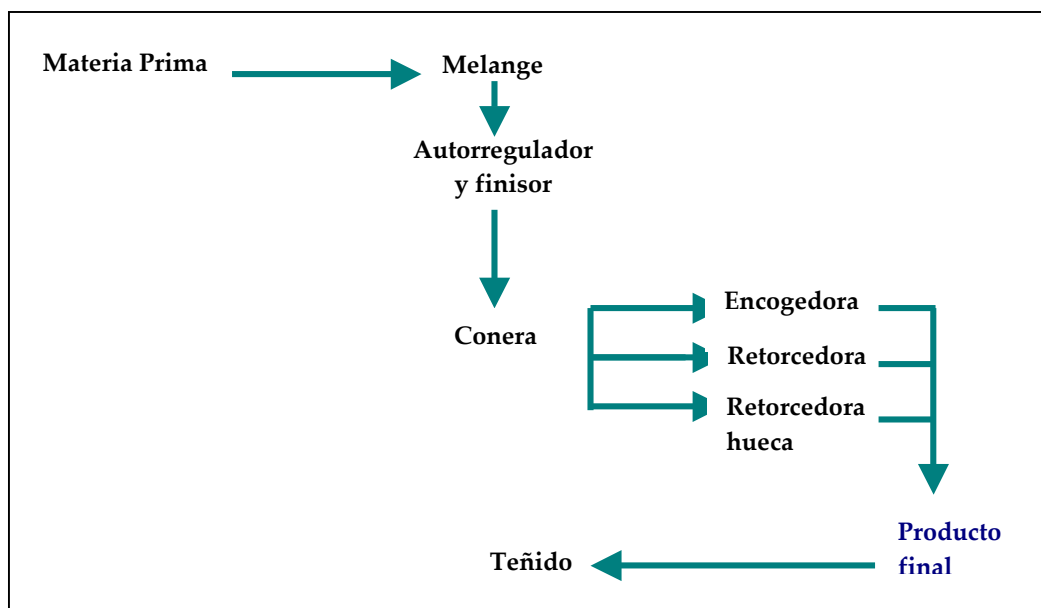 Materia Prima
Melange
Autorregulador
y finisor
Conera
Encogedora
Retorcedora
Retorcedora
hueca
Producto
final
Teñido